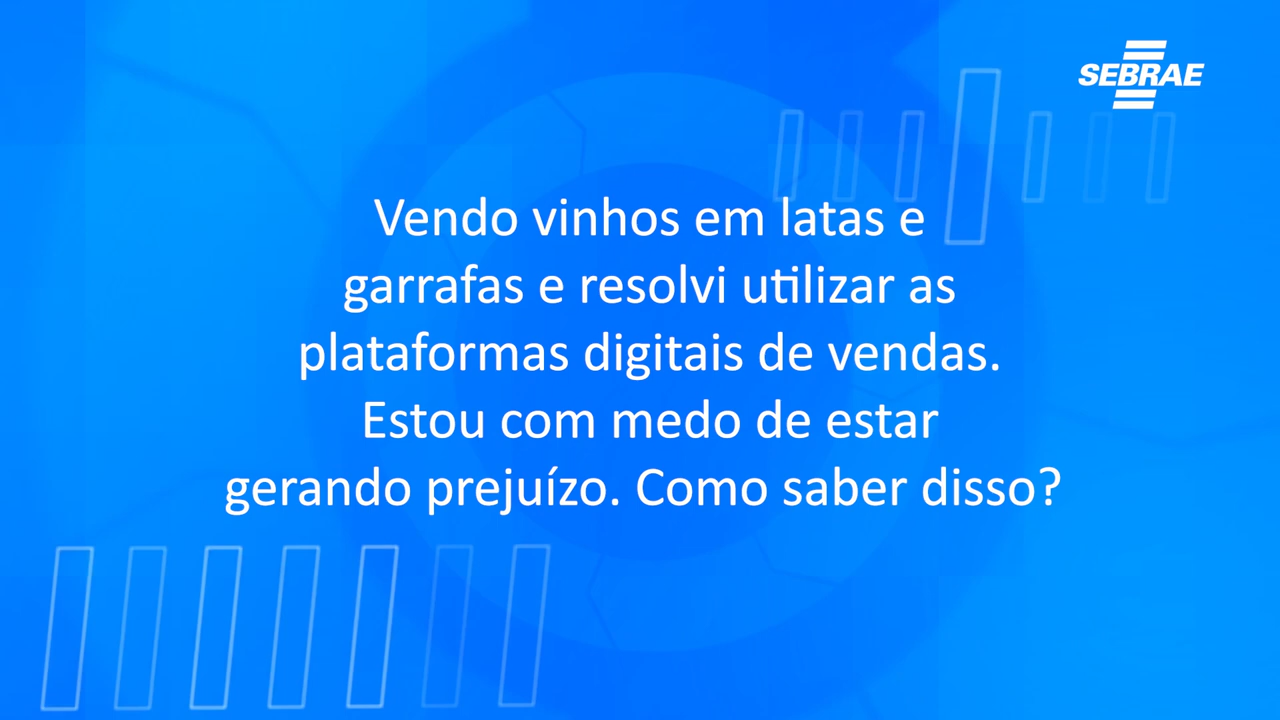 SEBRAE
Vendo vinhos em latas e
garrafas e resolvi utilizar as
plataformas digitais de vendas.
Estou com medo de estar
gerando prejuízo. Como saber disso?